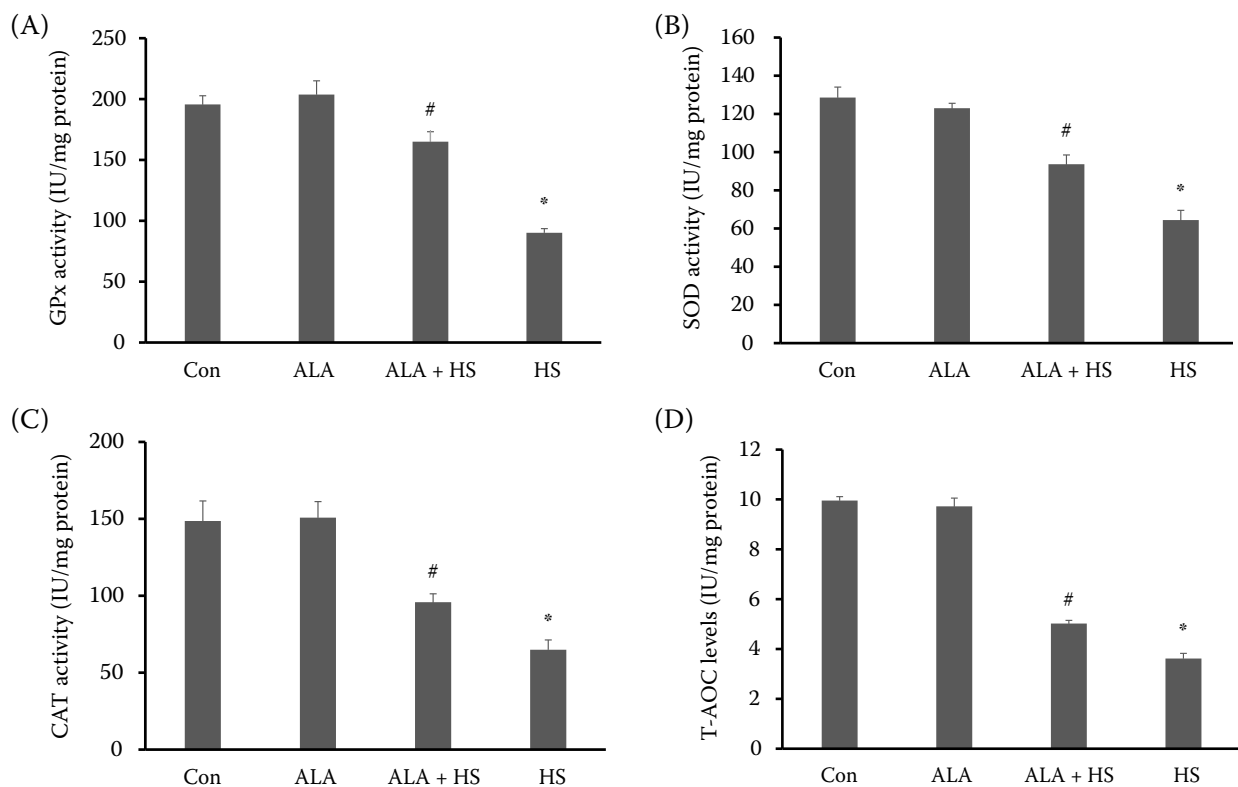 (A)
GPx activity (IU/mg protein)
250
200
150
100
50
0
#
*
Con ALA ALA + HS HS
(B)
SOD activity (IU/mg protein)
160
140
120
100
80
60
40
20
0
#
*
Con ALA ALA + HS HS
(C)
CAT activity (IU/mg protein)
200
150
100
50
0
#
*
Con ALA ALA + HS HS
(D)
T-AOC levels (IU/mg protein)
12
10
8
6
4
2
0
#
*
Con ALA ALA + HS HS